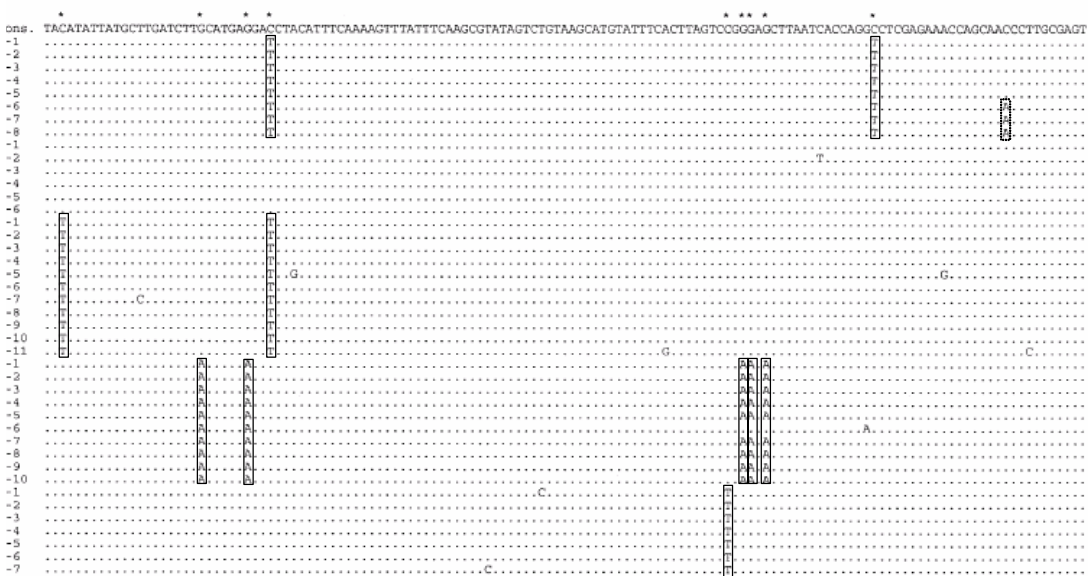 * * * * * *** * *
ons. TACATATTATGCTTGATCTTGCATGAGGACCTACATTTCAAAAGTTTATTTCAAGCGTATAGTCTGTAAGCATGTATTTCACTTAGTCCGGGAGCTTAATCACCAGGCCTCGAGAAACCAGCAACCCTTGCGAGT
-1 T T
-2 T T
-3 T T
-4 T T
-5 T T
-6 T T A
-7 T T A
-8 T T A
-1
-2 T
-3
-4
-5
-6
-1 T T
-2 T T
-3 T T
-4 T T
-5 T T G G
-6 T T
-7 T C T
-8 T T
-9 T T
-10 T T
-11 T T G C
-1 A A A A A
-2 A A A A A
-3 A A A A A
-4 A A A A A
-5 A A A A A
-6 A A A
-7 A A A A A
-8 A A A A A
-9 A A A A A
-10 A A A A A
-1 C T
-2 T
-3 T
-4 T
-5 T
-6 T
-7 C T